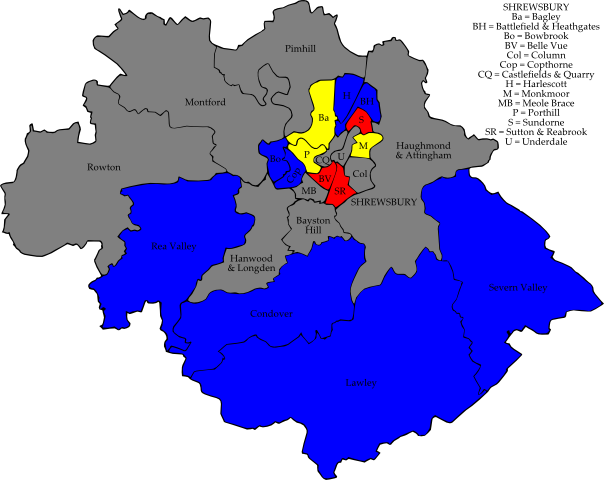 SHREWSBURY
Ba = Bagley
BH = Battlefield & Heathgates
Bo = Bowbrook
BV = Belle Vue
Col = Column
Cop = Copthorne
CQ = Castlefields & Quarry
H = Harlescott
M = Monkmoor
MB = Meole Brace
P = Porthill
S = Sundorne
SR = Sutton & Reabrook
U = Underdale
Pimhill
Montford
H
BH
Ba
S
M
Haughmond
& Attingham
P
Bo
CQ
U
Rowton
Cop
BV
Col
MB
SR
SHREWSBURY
Bayston
Hill
Rea Valley
Hanwood
& Longden
Severn Valley
Condover
Lawley